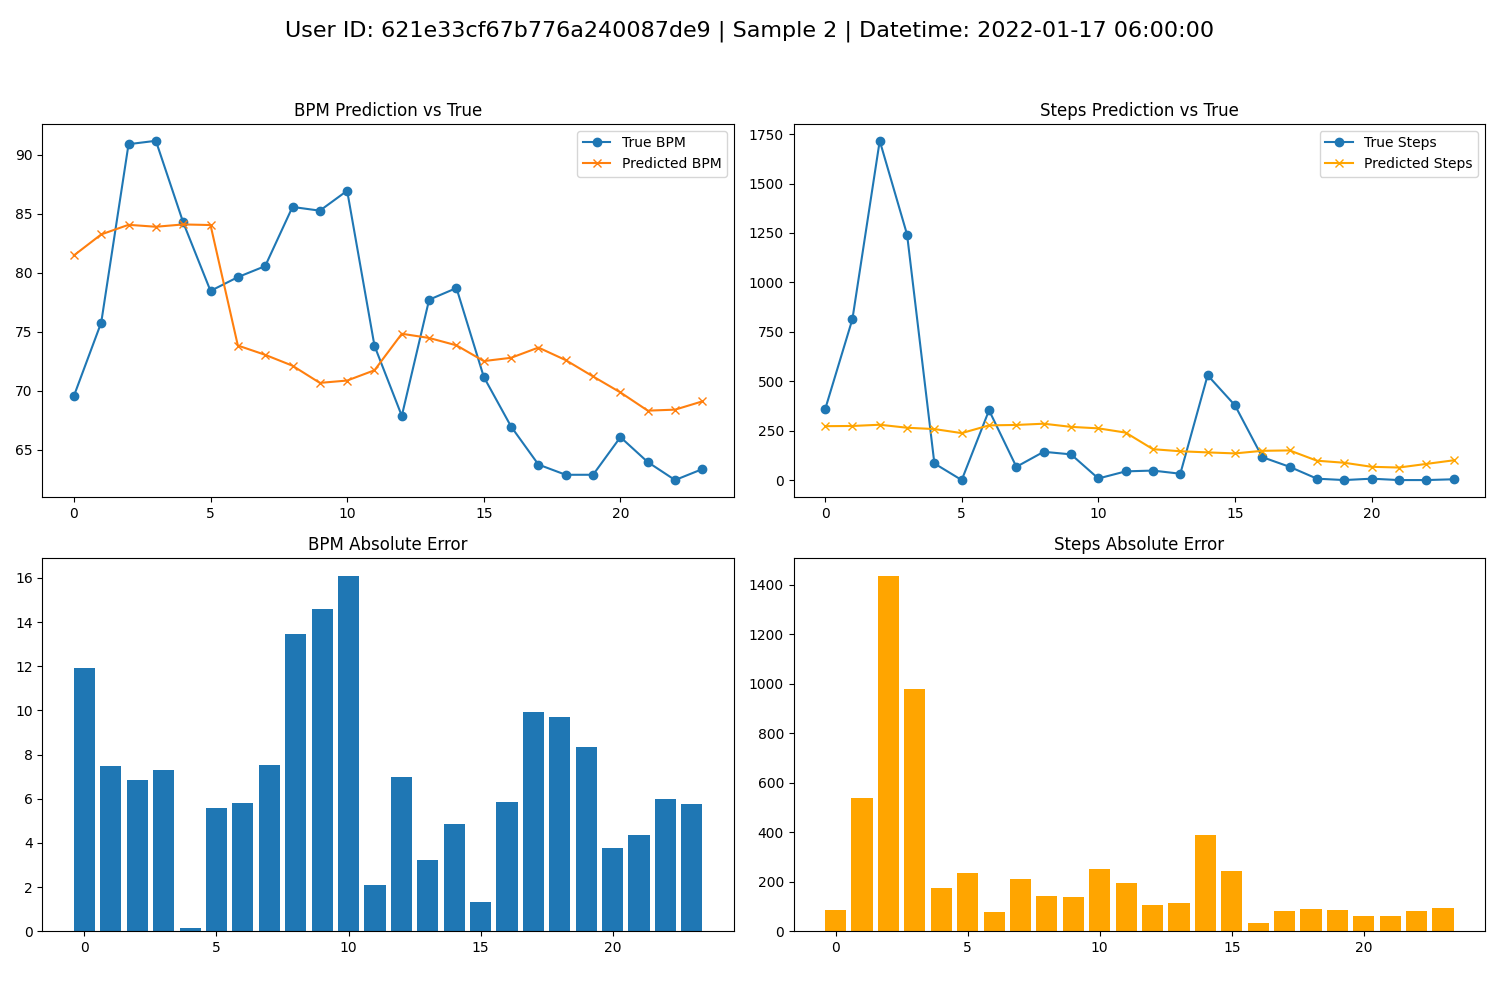 User ID: 621e33cf67b776a240087de9 | Sample 2 | Datetime: 2022-01-17 06:00:00
BPM Prediction vs True
True BPM
Predicted BPM
90
85
80
75
70
65
0 5 10 15 20
Steps Prediction vs True
True Steps
Predicted Steps
1750
1500
1250
1000
750
500
250
0
0 5 10 15 20
BPM Absolute Error
16
14
12
10
8
6
4
2
0
0 5 10 15 20
Steps Absolute Error
1400
1200
1000
800
600
400
200
0
0 5 10 15 20